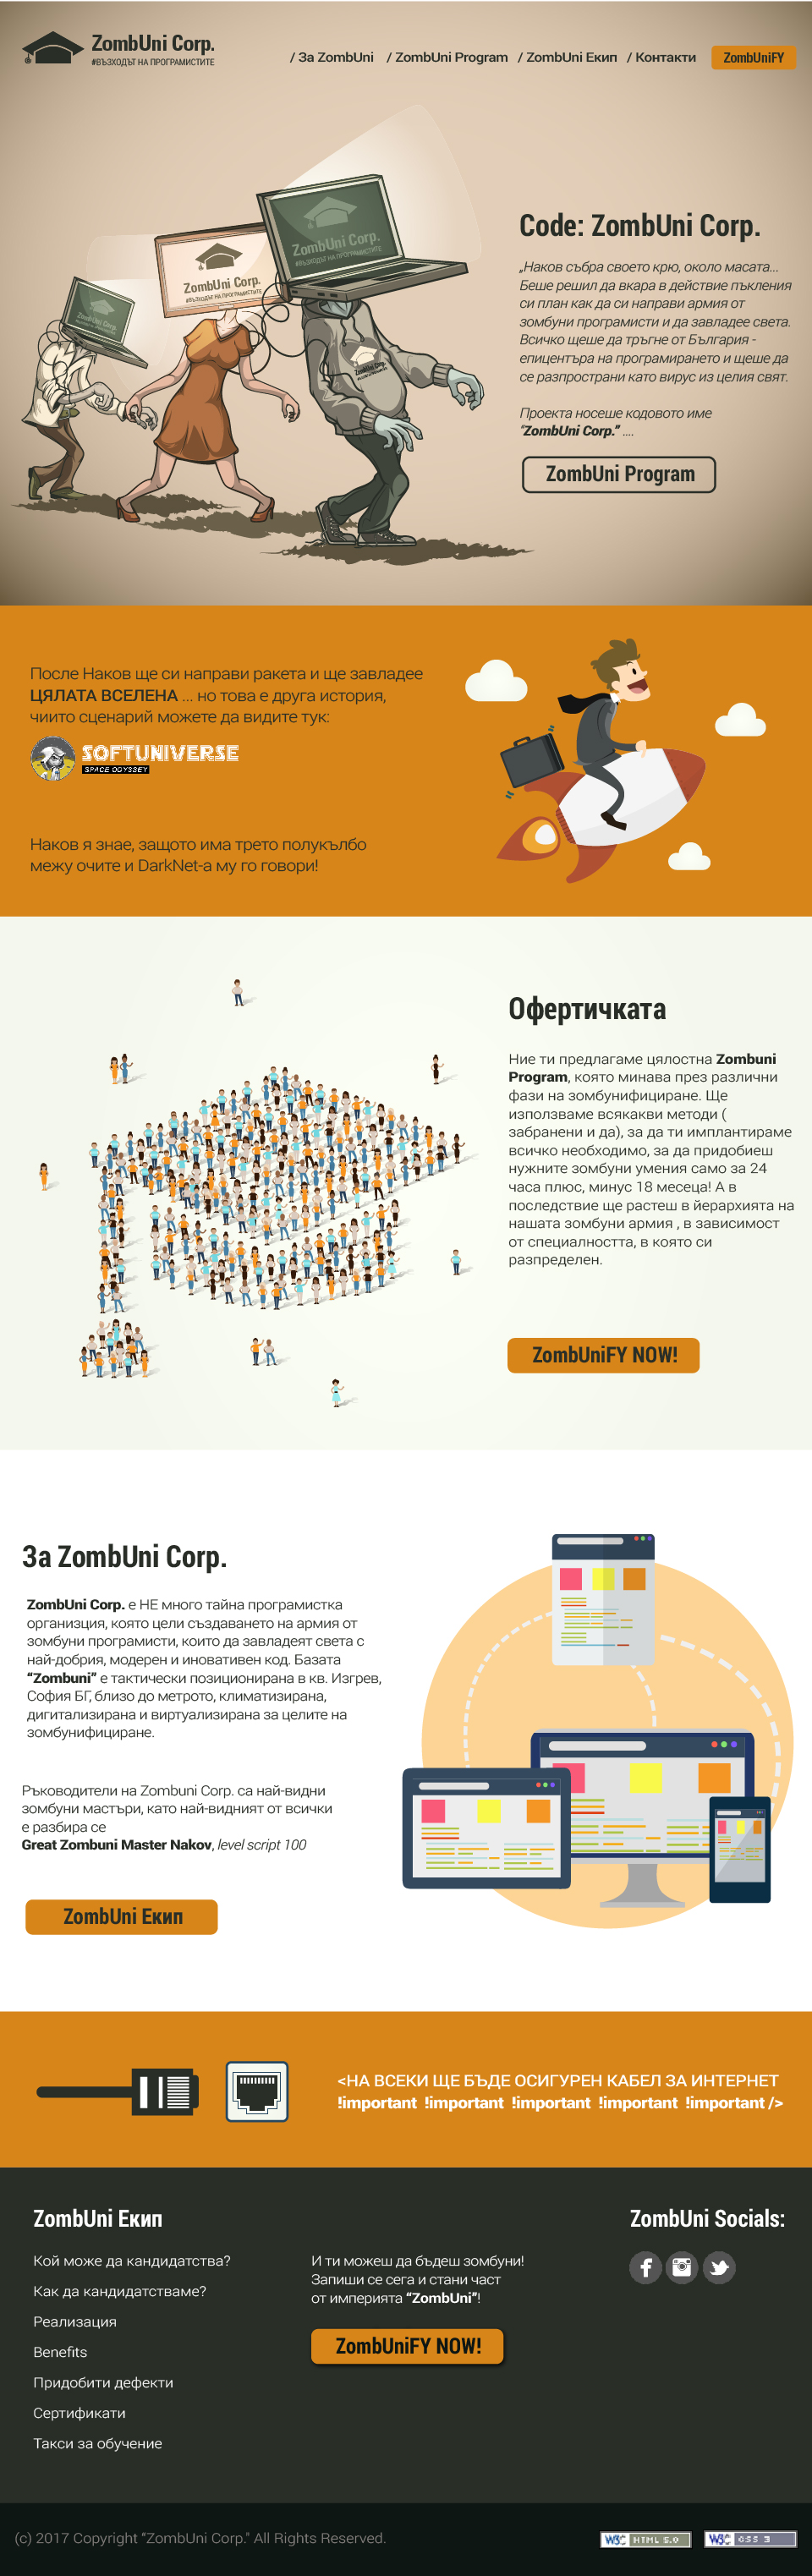 ZombUni Corp.
#ВЪЗХОДЪТ НА ПРОГРАМИСТИТЕ
/ За ZombUni / ZombUni Program / ZombUni Екип / Контакти ZombUniFY
ZombUni Corp.
#ВЪЗХОДЪТ НА ПРОГРАМИСТИТЕ
ZombUni Corp.
#ВЪЗХОДЪТ НА ПРОГРАМИСТИТЕ
ZombUni Corp.
ZombUni Corp.
Code: ZombUni Corp.
„Наков събра своето крю, около масата...
Беше решил да вкара в действие пъкления
си план как да си направи армия от
зомбуни програмисти и да завладее света.
Всичко щеше да тръгне от България -
епицентъра на програмирането и щеше да
се разпространи като вирус из целия свят.
Проекта носеше кодовото име
“ZombUni Corp.” ....
ZombUni Program
После Наков ще си направи ракета и ще завладее
ЦЯЛАТА ВСЕЛЕНА ... но това е друга история,
чиито сценарий можете да видите тук:
SOFTUNIVERSE
SPACE ODYSSEY
Наков я знае, защото има трето полукълбо
межу очите и DarkNet-а му го говори!
Офертичката
Ние ти предлагаме цялостна Zombuni
Program, която минава през различни
фази на зомбунифициране. Ще
използваме всякакви методи (
забранени и да), за да ти имплантираме
всичко необходимо, за да придобиеш
нужните зомбуни умения само за 24
часа плюс, минус 18 месеца! А в
последствие ще растеш в йерархията на
нашата зомбуни армия , в зависимост
от специалността, в която си
разпределен.
ZombUniFY NOW!
За ZombUni Corp.
ZombUni Corp. е НЕ много тайна програмистка
организция, която цели създаването на армия от
зомбуни програмисти, които да завладеят света с
най-добрия, модерен и иновативен код. Базата
“Zombuni” е тактически позиционирана в кв. Изгрев,
София БГ, близо до метрото, климатизирана,
дигитализирана и виртуализирана за целите на
зомбунифициране.
Ръководители на Zombuni Corp. са най-видни
зомбуни мастъри, като най-видният от всички
е разбира се
Great Zombuni Master Nakov, level script 100
ZombUni Екип
<НА ВСЕКИ ЩЕ БЪДЕ ОСИГУРЕН КАБЕЛ ЗА ИНТЕРНЕТ
!important !important !important !important !important />
ZombUni Екип
ZombUni Socials:
Кой може да кандидатства?
Как да кандидатстваме?
Реализация
Benefits
Придобити дефекти
Сертификати
Такси за обучение
И ти можеш да бъдеш зомбуни!
Запиши се сега и стани част
от империята “ZombUni”!
ZombUniFY NOW!
(c) 2017 Copyright “ZombUni Corp.” All Rights Reserved.
W3C HTML 5.0
W3C CSS 3